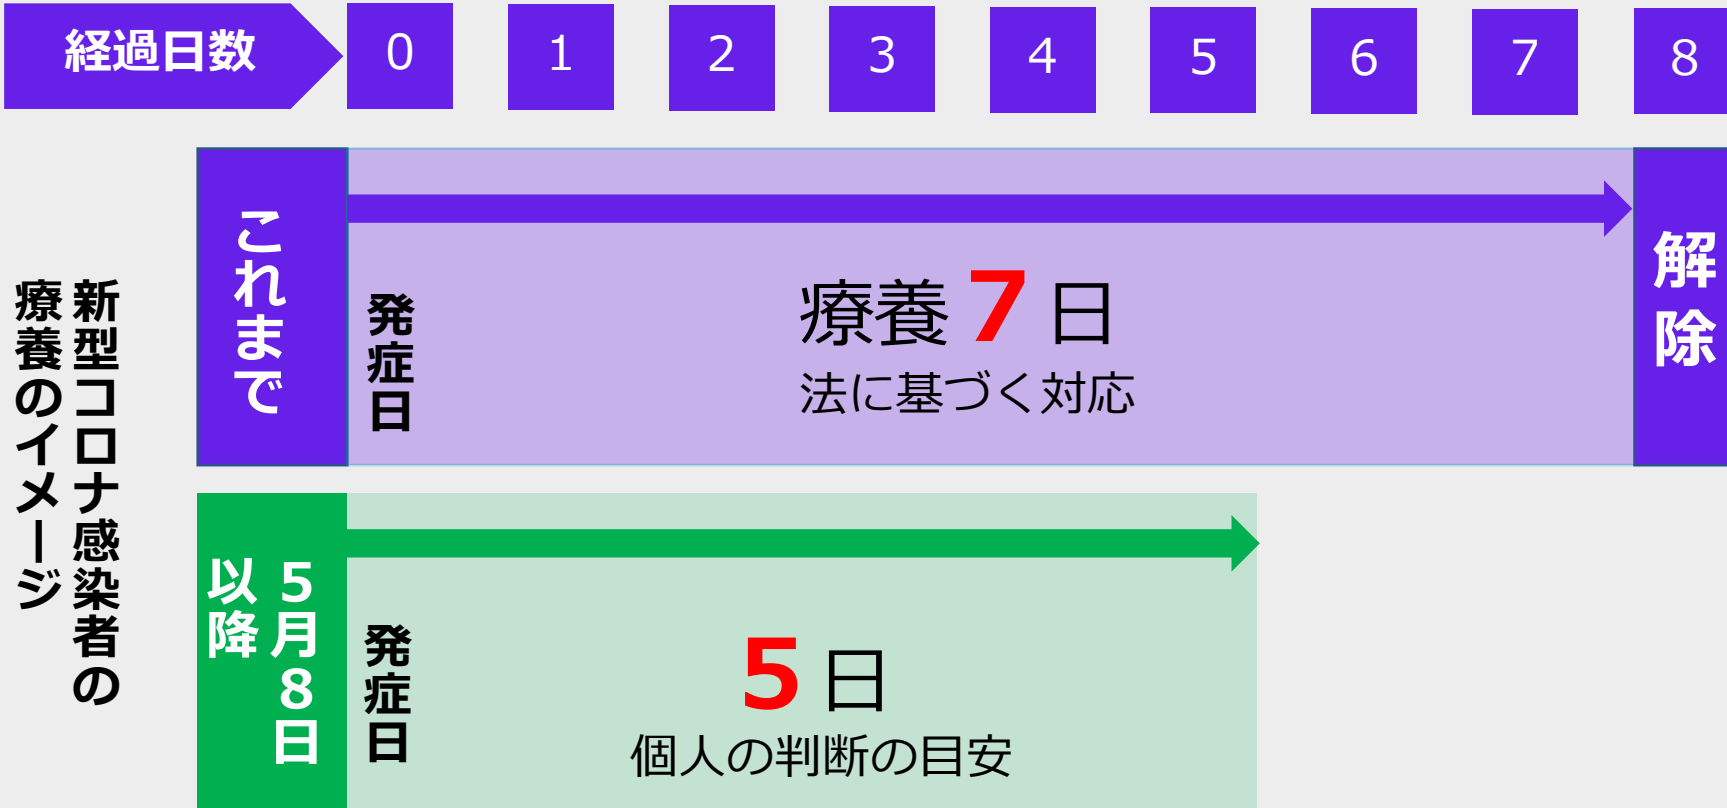 経過日数
0
1
2
3
4
5
6
7
8
新型コロナ感染者の
療養のイメージ
これまで
発症日
療養7日
法に基づく対応
解除
5月8日
以降
発症日
5日
個人の判断の目安